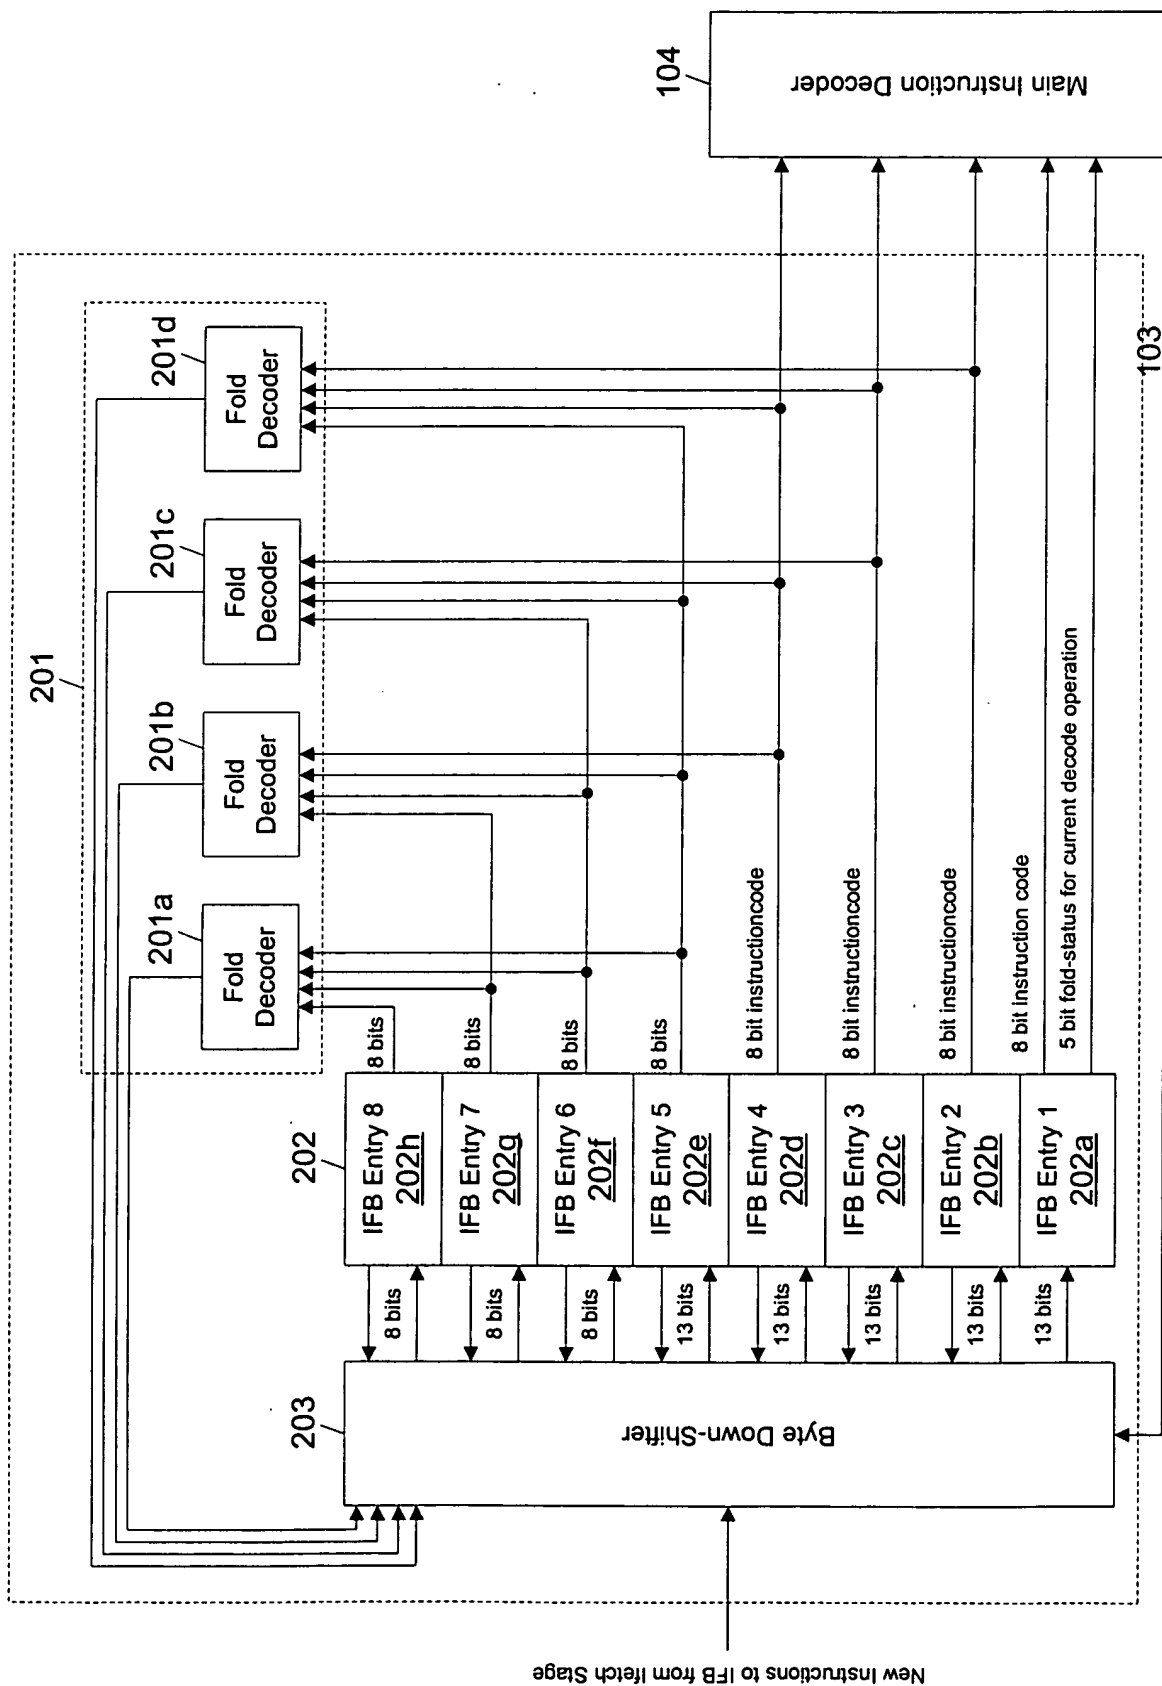 104
Main Instruction Decoder
201
201a
Fold
Decoder
201b
Fold
Decoder
201c
Fold
Decoder
201d
Fold
Decoder
103
202
8 bits
8 bits
8 bits
8 bits
8 bit instructioncode
8 bit instructioncode
8 bit instructioncode
8 bit instruction code
5 bit fold-status for current decode operation
IFB Entry 8
202h
IFB Entry 7
202g
IFB Entry 6
202f
IFB Entry 5
202e
IFB Entry 4
202d
IFB Entry 3
202c
IFB Entry 2
202b
IFB Entry 1
202a
8 bits
8 bits
8 bits
13 bits
13 bits
13 bits
13 bits
13 bits
203
Byte Down-Shifter
New Instructions to IFB from Ifetch Stage